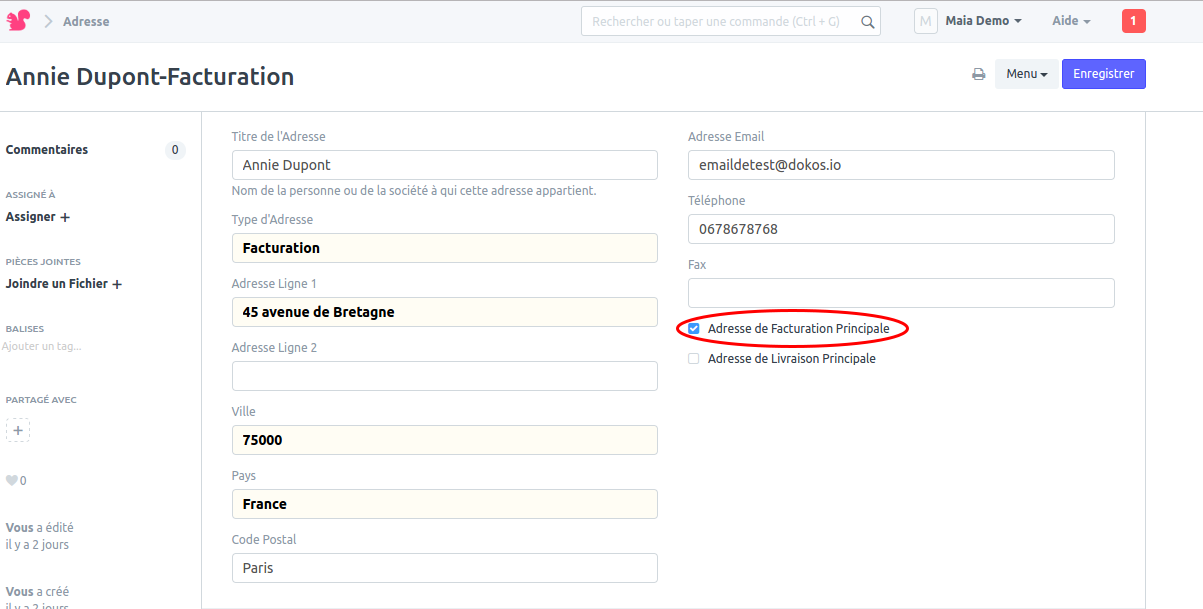 Adresse
Rechercher ou taper une commande (Ctrl + G)
M
Maia Demo
Aide
1
Annie Dupont-Facturation
Menu
Enregistrer
Commentaires
0
ASSIGNÉ À
Assigner +
PIÈCES JOINTES
Joindre un Fichier +
BALISES
Ajouter un tag...
PARTAGÉ AVEC
+
0
Vous a édité
il y a 2 jours
Vous a créé
il y a 2 jours
Titre de l'Adresse
Annie Dupont
Nom de la personne ou de la société à qui cette adresse appartient.
Type d'Adresse
Facturation
Adresse Ligne 1
45 avenue de Bretagne
Adresse Ligne 2
Ville
75000
Pays
France
Code Postal
Paris
Adresse Email
emaildetest@dokos.io
Téléphone
0678678768
Fax
Adresse de Facturation Principale
Adresse de Livraison Principale